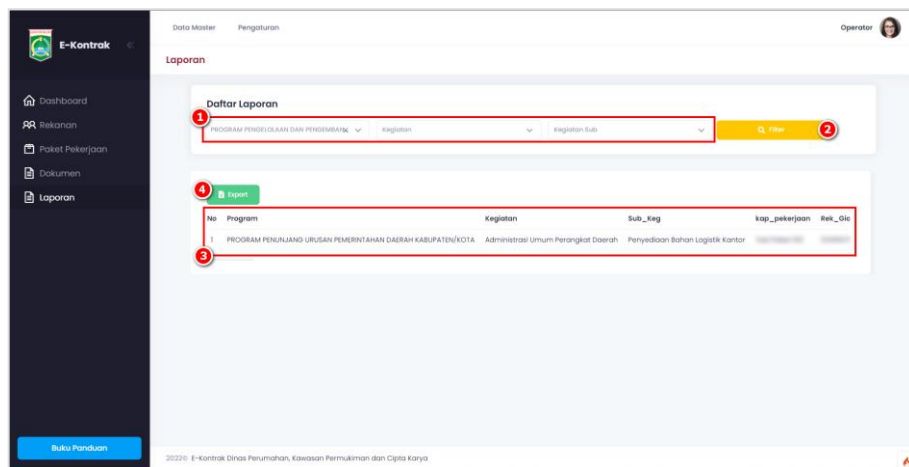 E-Kontrak
Data Master Pengaturan
Operator
Laporan
Dashboard
Rekanan
Paket Pekerjaan
Dokumen
Laporan
Daftar Laporan
1
PROGRAM PENGELOLAAN DAN PENGEMBAN Kegiatan Kegiatan Sub Filter
2
4
Export
No Program Kegiatan Sub_Keg kap_pekerjaan Rek_Gic
1 PROGRAM PENUNJANG URUSAN PEMERINTAHAN DAERAH KABUPATEN/KOTA Administrasi Umum Perangkat Daerah Penyediaan Bahan Logistik Kantor
3
Buku Panduan
2022© E-Kontrak Dinas Perumahan, Kawasan Permukiman dan Cipta Karya